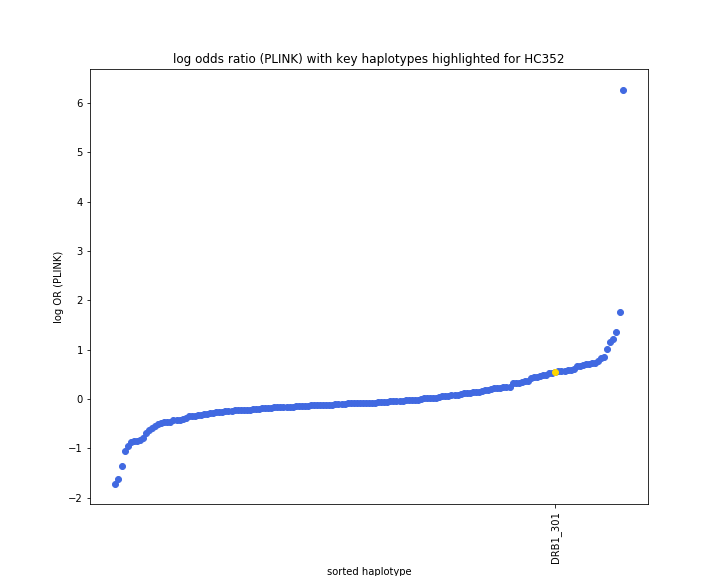 log odds ratio (PLINK) with key haplotypes highlighted for HC352
6
5
4
3
2
1
0
−1
−2
log OR (PLINK)
DRB1_301
sorted haplotype